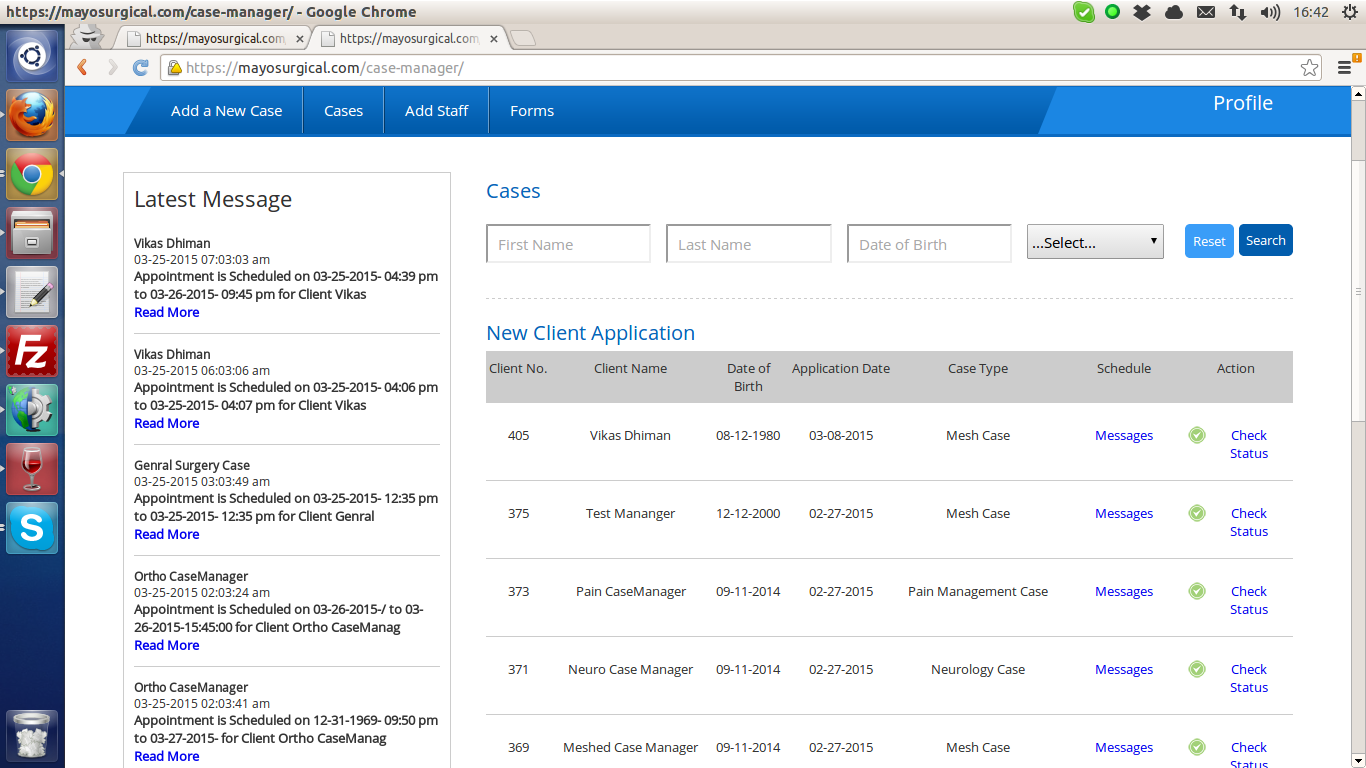 https://mayosurgical.com/case-manager/ - Google Chrome
16:42
https://mayosurgical.com
https://mayosurgical.com
https://mayosurgical.com/case-manager/
Add a New Case
Cases
Add Staff
Forms
Profile
Latest Message
Vikas Dhiman
03-25-2015 07:03:03 am
Appointment is Scheduled on 03-25-2015- 04:39 pm
to 03-26-2015- 09:45 pm for Client Vikas
Read More
Vikas Dhiman
03-25-2015 06:03:06 am
Appointment is Scheduled on 03-25-2015- 04:06 pm
to 03-25-2015- 04:07 pm for Client Vikas
Read More
Genral Surgery Case
03-25-2015 03:03:49 am
Appointment is Scheduled on 03-25-2015- 12:35 pm
to 03-25-2015- 12:35 pm for Client Genral
Read More
Ortho CaseManager
03-25-2015 02:03:24 am
Appointment is Scheduled on 03-26-2015-/ to 03-
26-2015-15:45:00 for Client Ortho CaseManag
Read More
Ortho CaseManager
03-25-2015 02:03:41 am
Appointment is Scheduled on 12-31-1969- 09:50 pm
to 03-27-2015- for Client Ortho CaseManag
Read More
Cases
First Name
Last Name
Date of Birth
...Select...
Reset
Search
New Client Application
Client No. Client Name Date of Application Date Case Type Schedule Action
Birth
405 Vikas Dhiman 08-12-1980 03-08-2015 Mesh Case Messages Check
Status
375 Test Mananger 12-12-2000 02-27-2015 Mesh Case Messages Check
Status
373 Pain CaseManager 09-11-2014 02-27-2015 Pain Management Case Messages Check
Status
371 Neuro Case Manager 09-11-2014 02-27-2015 Neurology Case Messages Check
Status
369 Meshed Case Manager 09-11-2014 02-27-2015 Mesh Case Messages Check
Status
Fz
S